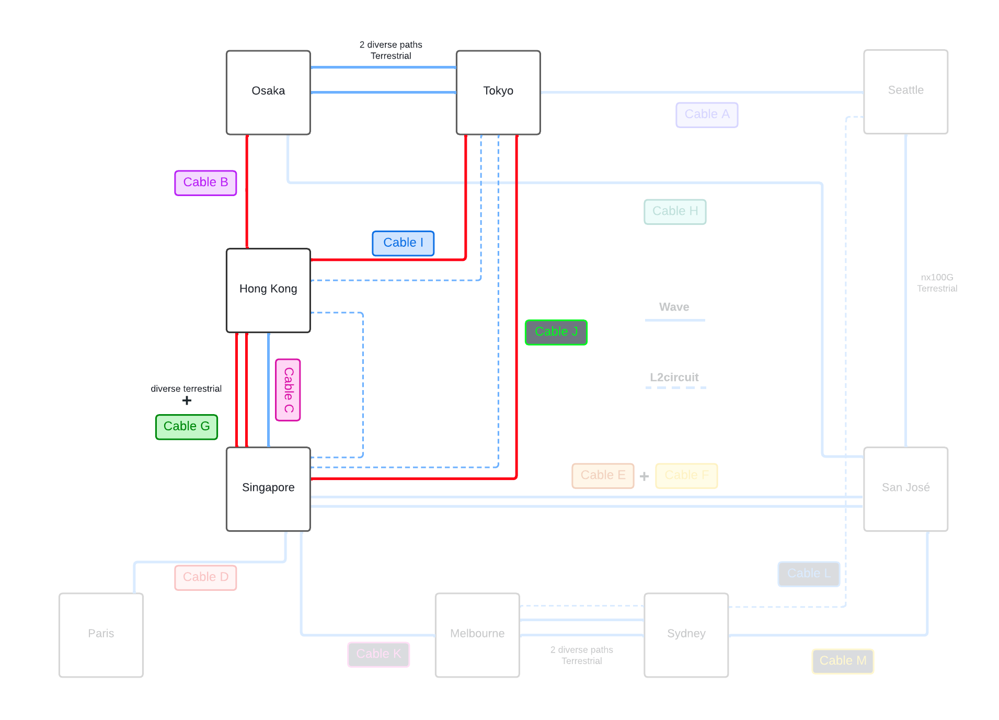 2 diverse paths
Terrestrial
Osaka
Tokyo
Seattle
Cable A
Cable B
Cable H
Cable I
Hong Kong
nx100G
Terrestrial
Wave
Cable J
L2circuit
Cable C
diverse terrestrial
+
Cable G
Cable E + Cable F
Singapore
San José
Cable D
Cable L
Paris
Melbourne
Sydney
Cable K
2 diverse paths
Terrestrial
Cable M